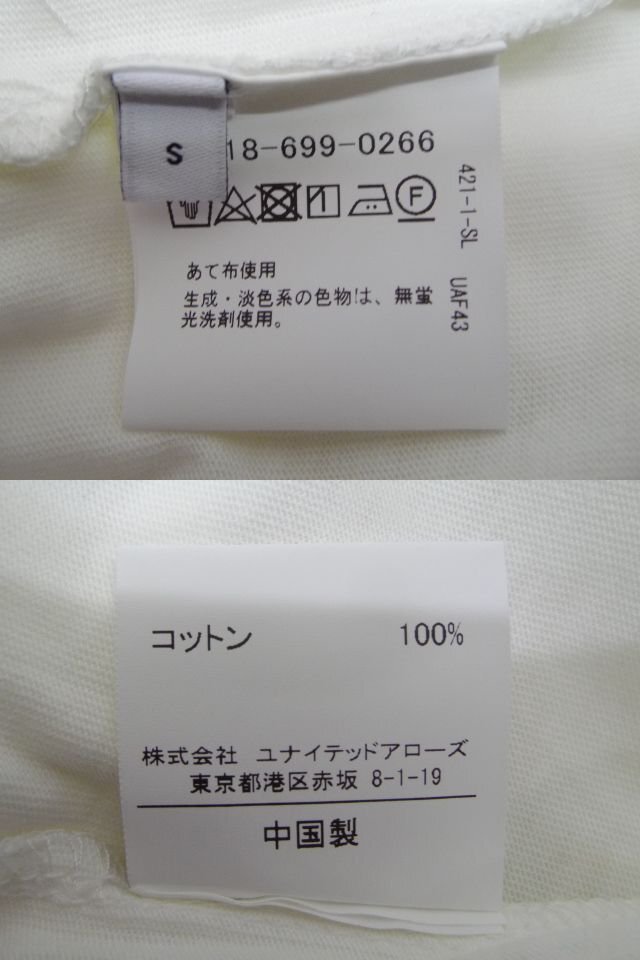 S
18-699-0266
F
あて布使用
生成・淡色系の色物は、無蛍
光洗剤使用。
421-1-SL UAF43
コットン 100%
株式会社 ユナイテッドアローズ
東京都港区赤坂 8-1-19
中国製